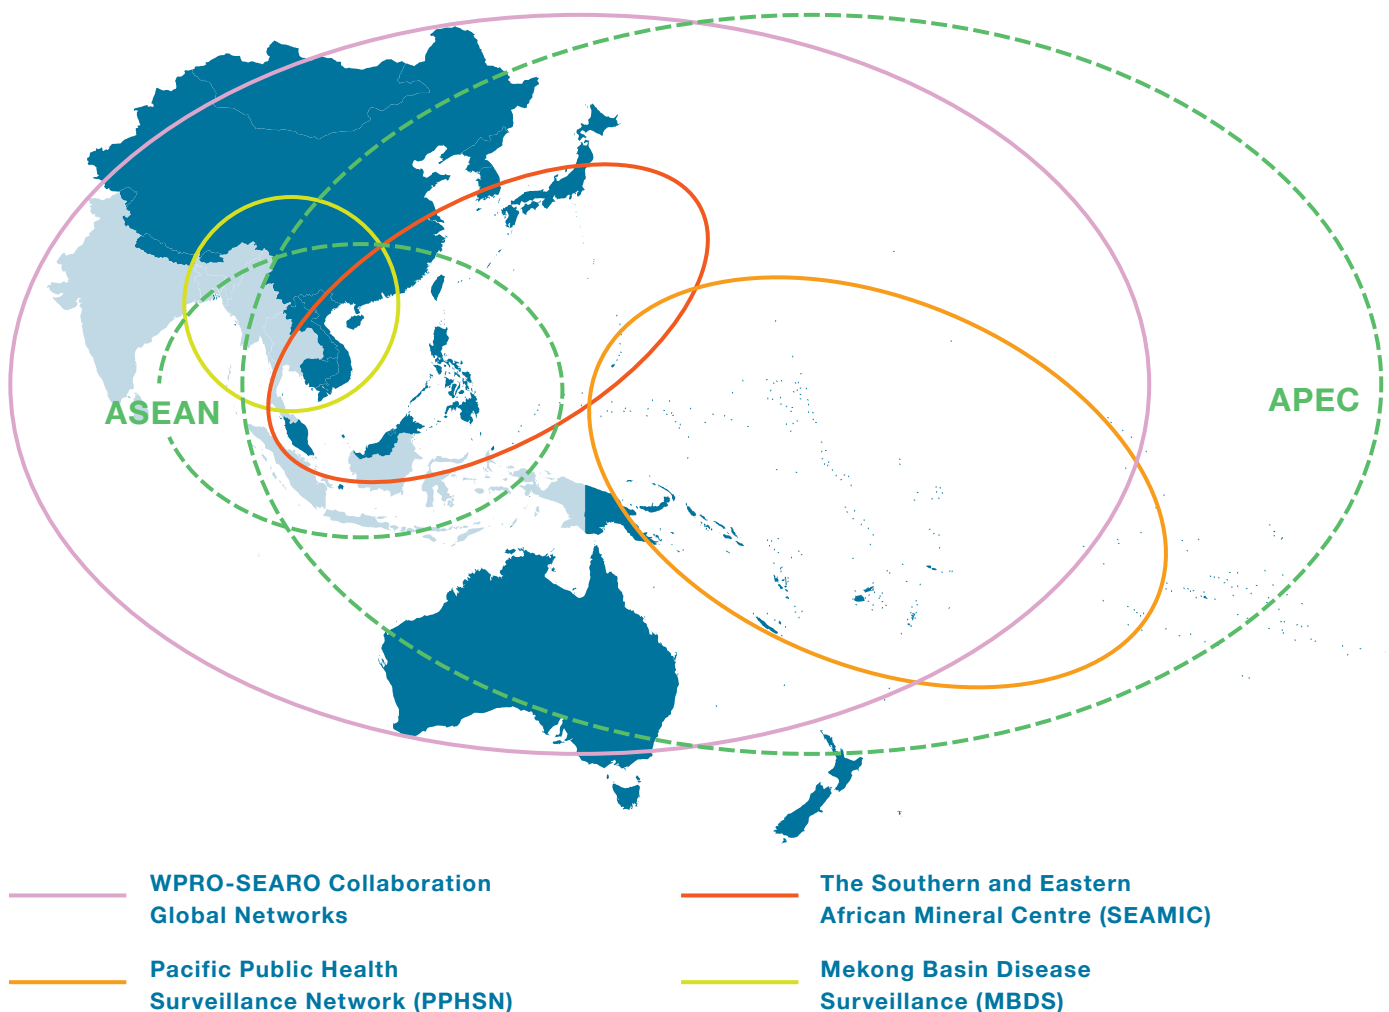 ASEAN
APEC
WPRO-SEARO Collaboration
Global Networks
The Southern and Eastern
African Mineral Centre (SEAMIC)
Pacific Public Health
Surveillance Network (PPHSN)
Mekong Basin Disease
Surveillance (MBDS)